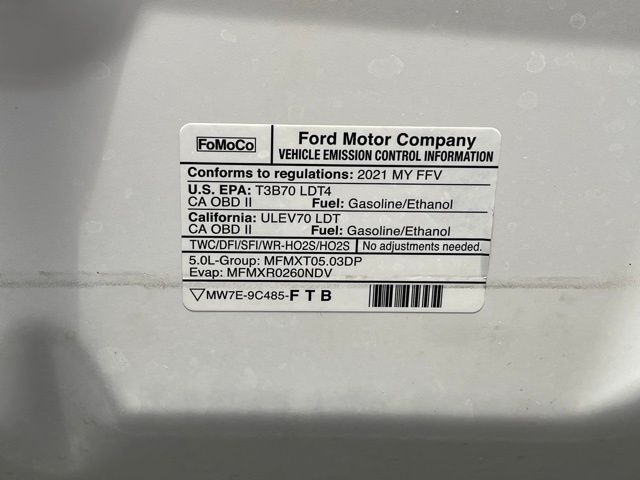 FoMoCo
Ford Motor Company
VEHICLE EMISSION CONTROL INFORMATION
Conforms to regulations: 2021 MY FFV
U.S. EPA: T3B70 LDT4
CA OBD II Fuel: Gasoline/Ethanol
California: ULEV70 LDT
CA OBD II Fuel: Gasoline/Ethanol
TWC/DFI/SFI/WR-HO2S/HO2S No adjustments needed.
5.0L-Group: MFMXT05.03DP
Evap: MFMXR0260NDV
▽MW7E-9C485-F T B